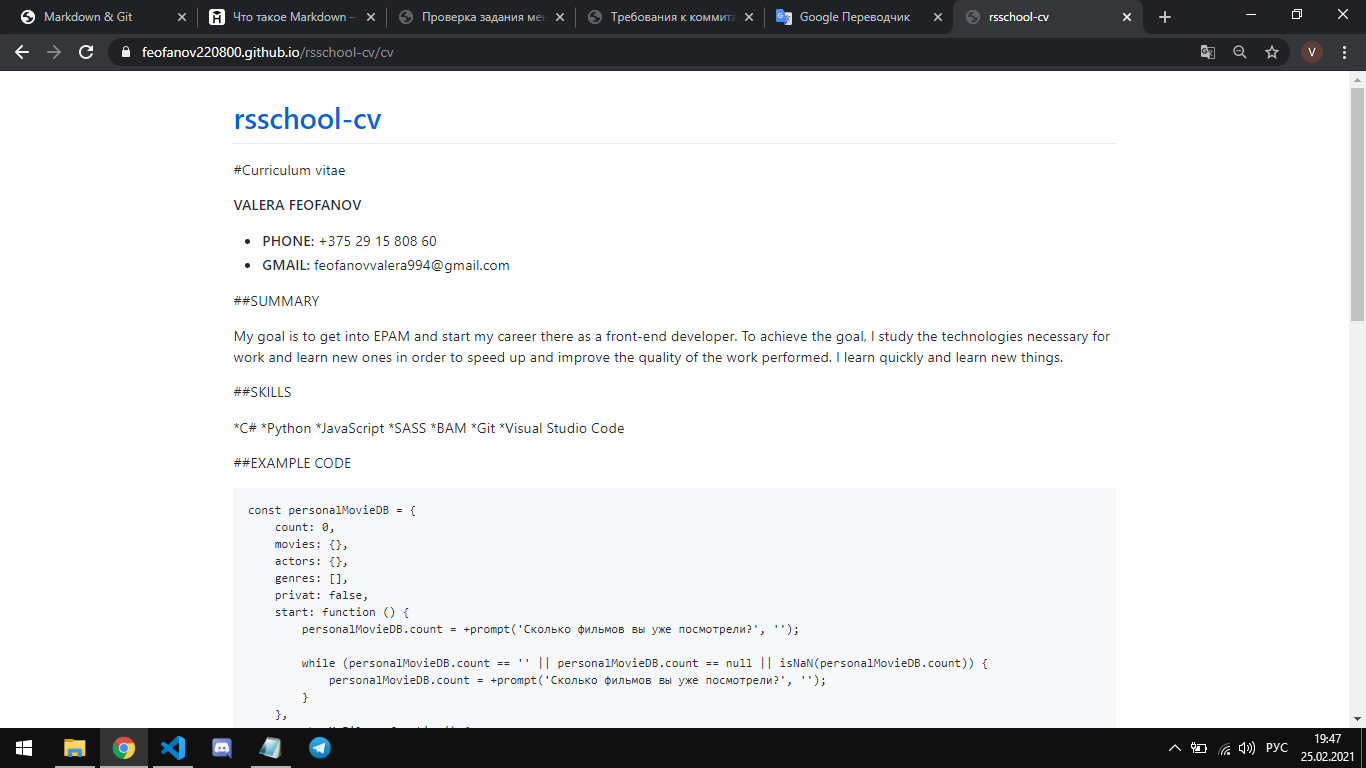 Markdown & Git
Что такое Markdown –
Проверка задания мен
Требования к коммита
Google Переводчик
rsschool-cv
feofanov220800.github.io/rsschool-cv/cv
V
rsschool-cv
#Curriculum vitae
VALERA FEOFANOV
PHONE: +375 29 15 808 60
GMAIL: feofanovvalera994@gmail.com
##SUMMARY
My goal is to get into EPAM and start my career there as a front-end developer. To achieve the goal, I study the technologies necessary for
work and learn new ones in order to speed up and improve the quality of the work performed. I learn quickly and learn new things.
##SKILLS
*C# *Python *JavaScript *SASS *BAM *Git *Visual Studio Code
##EXAMPLE CODE
const personalMovieDB = {
count: 0,
movies: {},
actors: {},
genres: [],
privat: false,
start: function () {
personalMovieDB.count = +prompt('Сколько фильмов вы уже посмотрели?', '');
while (personalMovieDB.count == '' || personalMovieDB.count == null || isNaN(personalMovieDB.count)) {
personalMovieDB.count = +prompt('Сколько фильмов вы уже посмотрели?', '');
}
},
РУС
19:47
25.02.2021